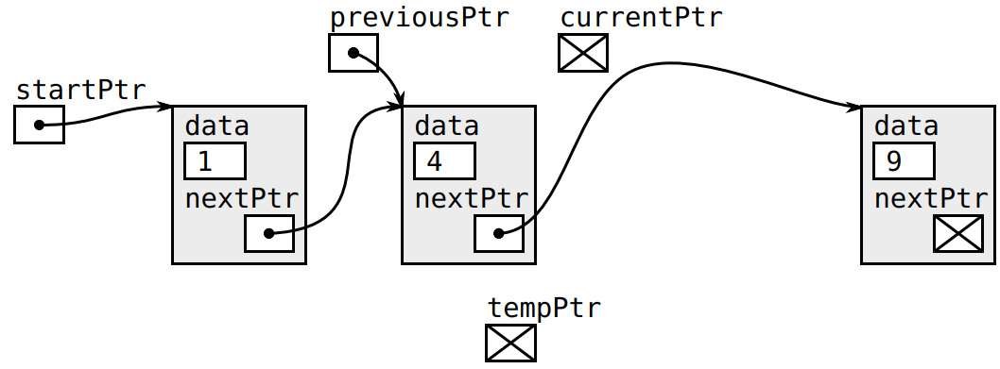 previousPtr
currentPtr
startPtr
data
1
nextPtr
data
4
nextPtr
data
9
nextPtr
tempPtr